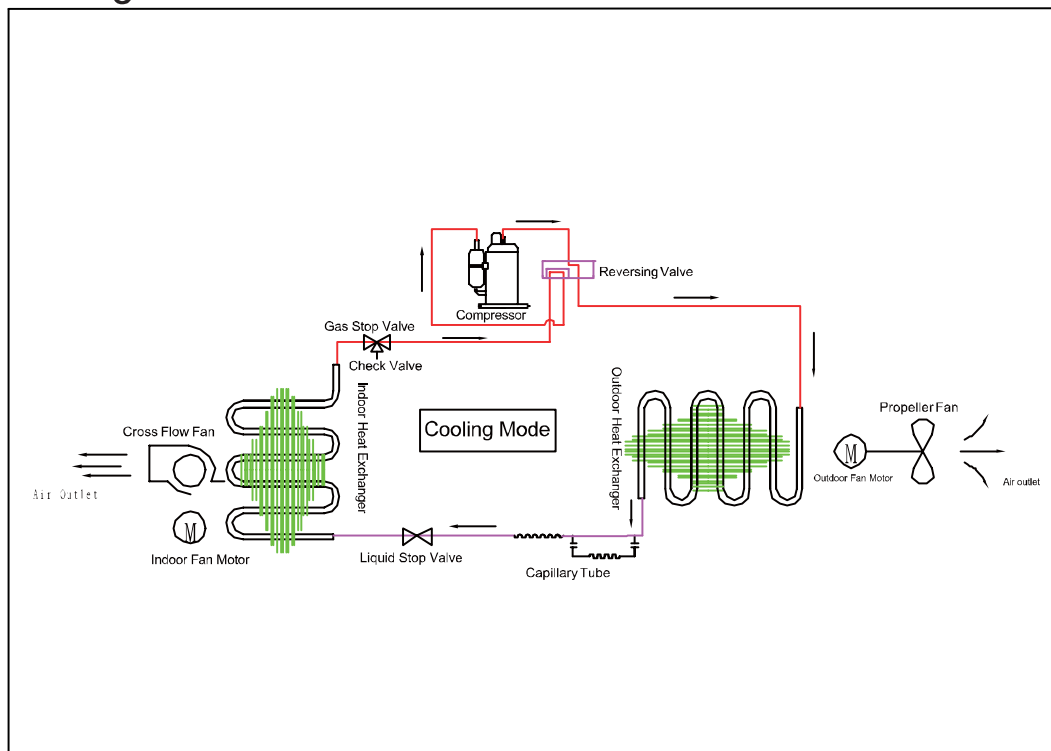 Reversing Valve
Compressor
Gas Stop Valve
Check Valve
Indoor Heat Exchanger
Outdoor Heat Exchanger
Cooling Mode
Propeller Fan
Cross Flow Fan
M
Outdoor Fan Motor
Air outlet
Air Outlet
M
Indoor Fan Motor
Liquid Stop Valve
Capillary Tube